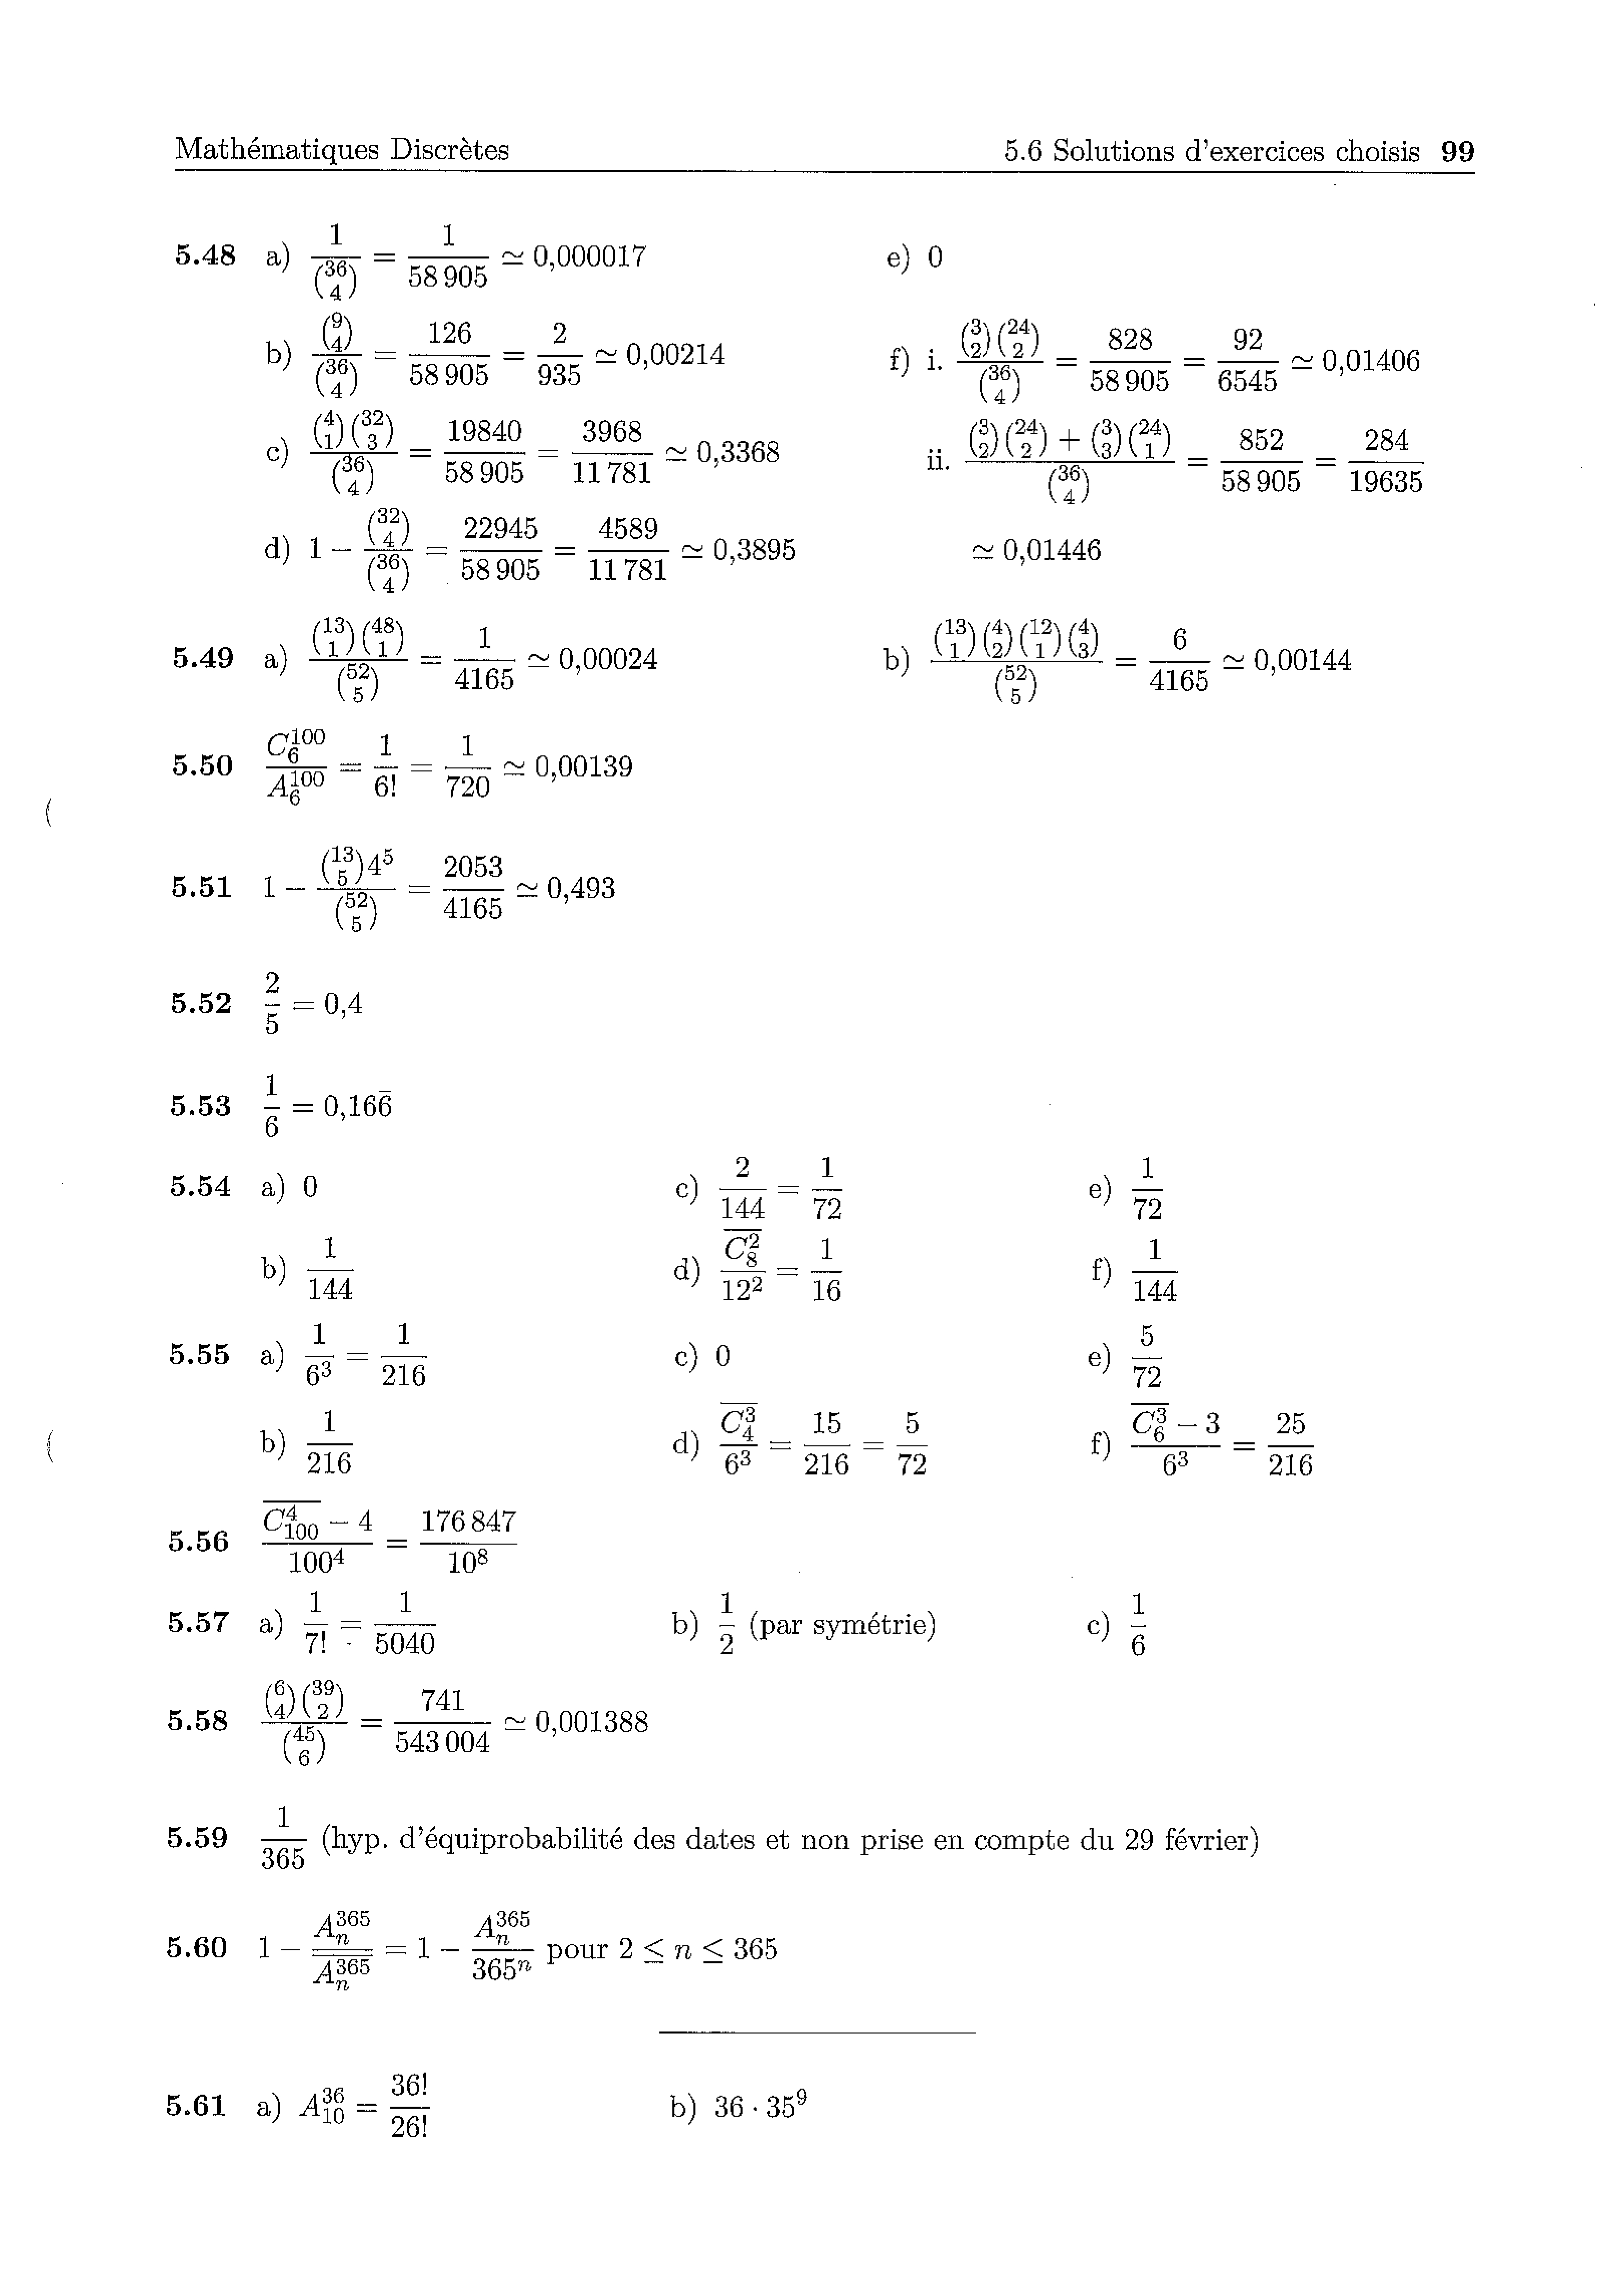 Mathématiques Discrètes 5.6 Solutions d'exercices choisis 99
5.48 a) $\frac{1}{\binom{36}{4}} = \frac{1}{58\,905} \simeq 0{,}000017$ e) 0
b) $\frac{\binom{9}{4}}{\binom{36}{4}} = \frac{126}{58\,905} = \frac{2}{935} \simeq 0{,}00214$ f) i. $\frac{\binom{3}{2}\binom{24}{2}}{\binom{36}{4}} = \frac{828}{58\,905} = \frac{92}{6545} \simeq 0{,}01406$
c) $\frac{\binom{4}{1}\binom{32}{3}}{\binom{36}{4}} = \frac{19840}{58\,905} = \frac{3968}{11\,781} \simeq 0{,}3368$ ii. $\frac{\binom{3}{2}\binom{24}{2} + \binom{3}{3}\binom{24}{1}}{\binom{36}{4}} = \frac{852}{58\,905} = \frac{284}{19635}$
d) $1 - \frac{\binom{32}{4}}{\binom{36}{4}} = \frac{22945}{58\,905} = \frac{4589}{11\,781} \simeq 0{,}3895$ $\simeq 0{,}01446$
5.49 a) $\frac{\binom{13}{1}\binom{48}{1}}{\binom{52}{5}} = \frac{1}{4165} \simeq 0{,}00024$ b) $\frac{\binom{13}{1}\binom{4}{2}\binom{12}{1}\binom{4}{3}}{\binom{52}{5}} = \frac{6}{4165} \simeq 0{,}00144$
5.50 $\frac{C_6^{100}}{A_6^{100}} = \frac{1}{6!} = \frac{1}{720} \simeq 0{,}00139$
5.51 $1 - \frac{\binom{13}{5}4^5}{\binom{52}{5}} = \frac{2053}{4165} \simeq 0{,}493$
5.52 $\frac{2}{5} = 0{,}4$
5.53 $\frac{1}{6} = 0{,}16\bar{6}$
5.54 a) 0 c) $\frac{2}{144} = \frac{1}{72}$ e) $\frac{1}{72}$
b) $\frac{1}{144}$ d) $\frac{\overline{C_8^2}}{12^2} = \frac{1}{16}$ f) $\frac{1}{144}$
5.55 a) $\frac{1}{6^3} = \frac{1}{216}$ c) 0 e) $\frac{5}{72}$
b) $\frac{1}{216}$ d) $\frac{\overline{C_4^3}}{6^3} = \frac{15}{216} = \frac{5}{72}$ f) $\frac{\overline{C_6^3} - 3}{6^3} = \frac{25}{216}$
5.56 $\frac{\overline{C_{100}^4} - 4}{100^4} = \frac{176\,847}{10^8}$
5.57 a) $\frac{1}{7!} = \frac{1}{5040}$ b) $\frac{1}{2}$ (par symétrie) c) $\frac{1}{6}$
5.58 $\frac{\binom{6}{4}\binom{39}{2}}{\binom{45}{6}} = \frac{741}{543\,004} \simeq 0{,}001388$
5.59 $\frac{1}{365}$ (hyp. d'équiprobabilité des dates et non prise en compte du 29 février)
5.60 $1 - \frac{A_n^{365}}{\overline{A_n^{365}}} = 1 - \frac{A_n^{365}}{365^n}$ pour $2 \leq n \leq 365$
5.61 a) $A_{10}^{36} = \frac{36!}{26!}$ b) $36 \cdot 35^9$